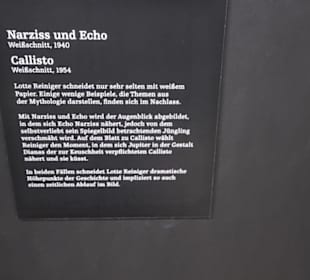 Narziss und Echo
Weißschnitt, 1940
Callisto
Weißschnitt, 1954
Lotte Reiniger schneidet nur sehr selten mit weißem
Papier. Einige wenige Beispiele, die Themen aus
der Mythologie darstellen, finden sich im Nachlass.
Mit Narziss und Echo wird der Augenblick abgebildet,
in dem sich Echo Narziss nähert, jedoch von dem
selbstverliebt sein Spiegelbild betrachtenden Jüngling
verschmäht wird. Auf dem Blatt zu Callisto wählt
Reiniger den Moment, in dem sich Jupiter in der Gestalt
Dianas der zur Keuschheit verpflichteten Callisto
nähert und sie küsst.
In beiden Fällen schneidet Lotte Reiniger dramatische
Höhepunkte der Geschichte und impliziert so auch
einen zeitlichen Ablauf im Bild.